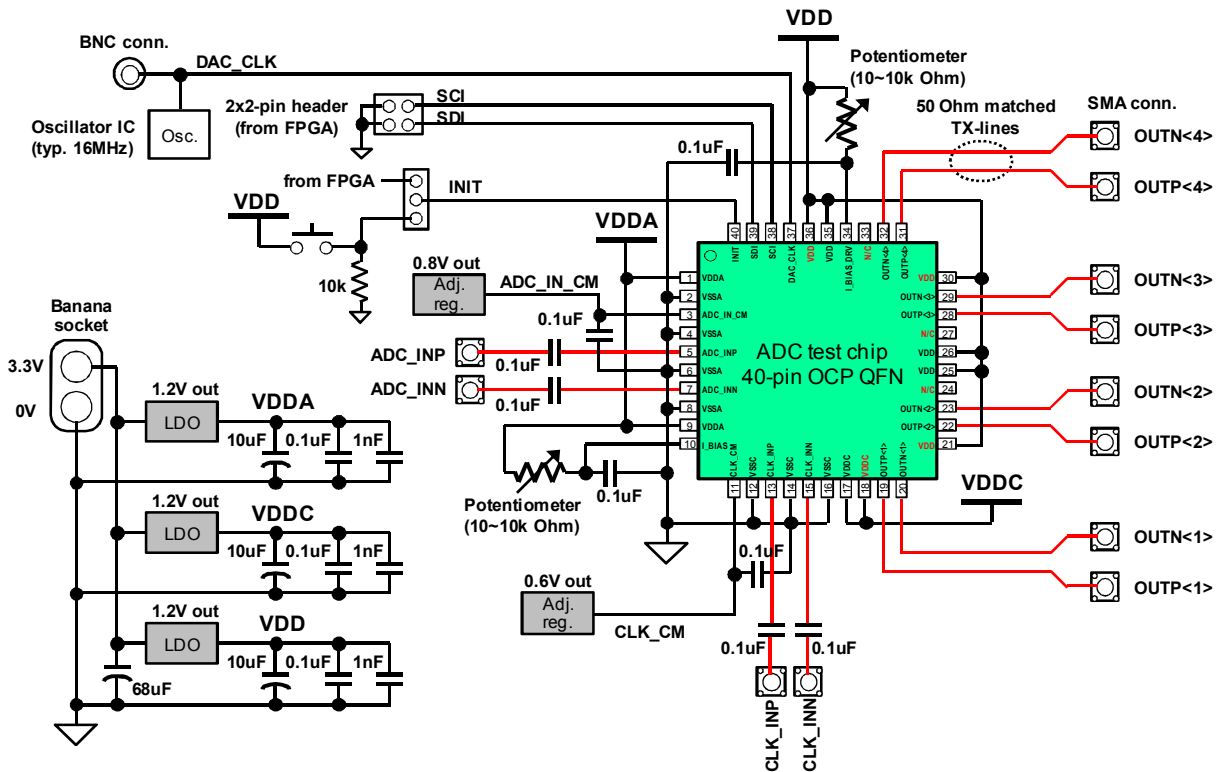 BNC conn.
DAC_CLK
Oscillator IC
(typ. 16MHz)
Osc.
2x2-pin header
(from FPGA)
SCI
SDI
from FPGA
INIT
VDD
10k
VDD
Potentiometer
(10~10k Ohm)
0.1uF
50 Ohm matched
TX-lines
SMA conn.
OUTN<4>
OUTP<4>
OUTN<3>
OUTP<3>
OUTN<2>
OUTP<2>
OUTN<1>
OUTP<1>
VDDA
0.8V out
Adj.
reg.
ADC_IN_CM
0.1uF
ADC_INP
0.1uF
ADC_INN
0.1uF
Potentiometer
(10~10k Ohm)
0.1uF
ADC test chip
40-pin OCP QFN
40 INIT
39 SDI
38 SCI
37 DAC_CLK
36 VDD
35 VDD
34 I_BIAS_DRV
33 N/C
32 OUTN<4>
31 OUTP<4>
1 VDDA
2 VSSA
3 ADC_IN_CM
4 VSSA
5 ADC_INP
6 VSSA
7 ADC_INN
8 VSSA
9 VDDA
10 I_BIAS
VDD 30
OUTN<3> 29
OUTP<3> 28
N/C 27
VDD 26
VDD 25
N/C 24
OUTN<2> 23
OUTP<2> 22
VDD 21
11 CLK_CM
12 VSSC
13 CLK_INP
14 VSSC
15 CLK_INN
16 VSSC
17 VDDC
18 VDDC
19 OUTP<1>
20 OUTN<1>
VDDC
0.1uF
0.6V out
Adj.
reg.
CLK_CM
0.1uF
0.1uF
CLK_INP
CLK_INN
Banana
socket
3.3V
0V
1.2V out
LDO
VDDA
10uF
0.1uF
1nF
1.2V out
LDO
VDDC
10uF
0.1uF
1nF
1.2V out
LDO
VDD
10uF
0.1uF
1nF
68uF